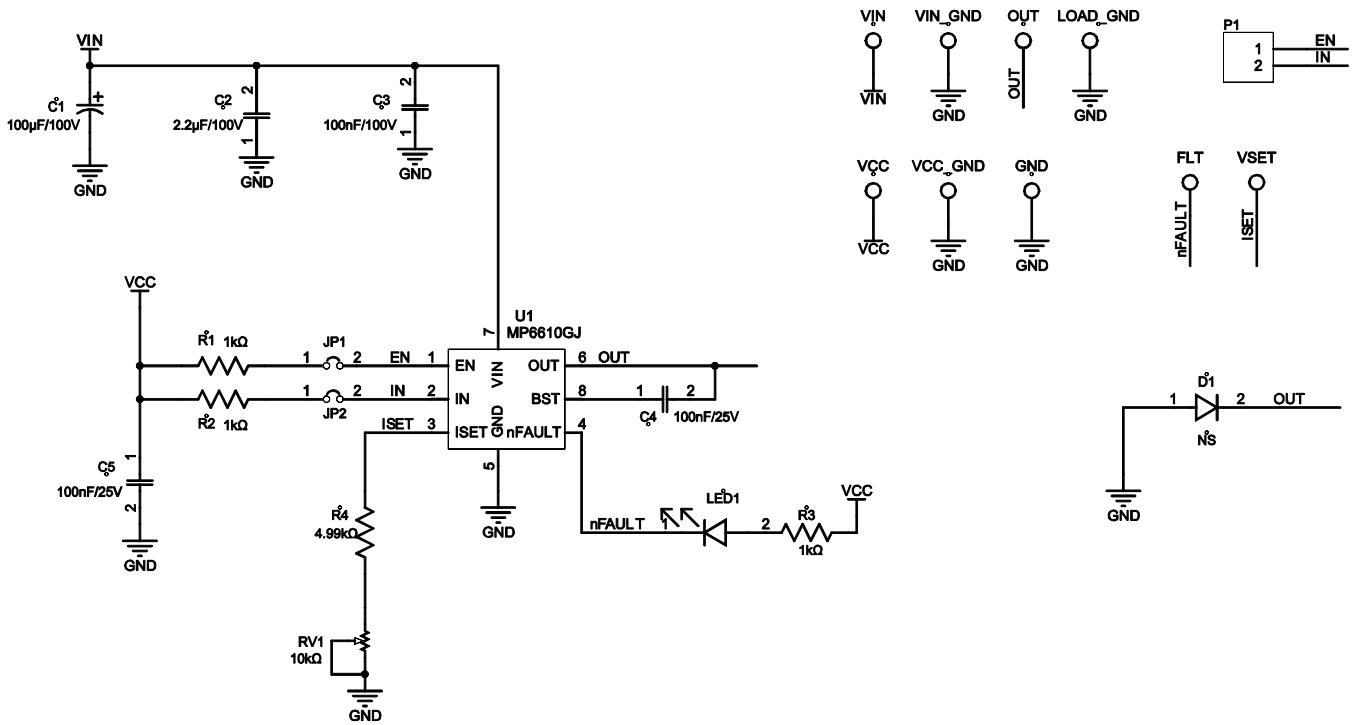 VIN
C1
100µF/100V
GND
2
C2
2.2µF/100V
1
GND
2
C3
100nF/100V
1
GND
VIN
VIN
VIN_GND
GND
OUT
OUT
LOAD_GND
GND
P1
1
2
EN
IN
VCC
VCC
VCC_GND
GND
GND
GND
FLT
nFAULT
VSET
ISET
VCC
R1 1kΩ
1 JP1 2
EN 1
R2 1kΩ
1 JP2 2
IN 2
ISET 3
U1
MP6610GJ
7
EN
IN
ISET
VIN
GND
OUT
BST
nFAULT
5
GND
6 OUT
8
4
1 2
C4 100nF/25V
1
C5
100nF/25V
2
GND
R4
4.99kΩ
RV1
10kΩ
GND
nFAULT 1
LED1
2
R3
1kΩ
VCC
D1
1 2
OUT
NS
GND